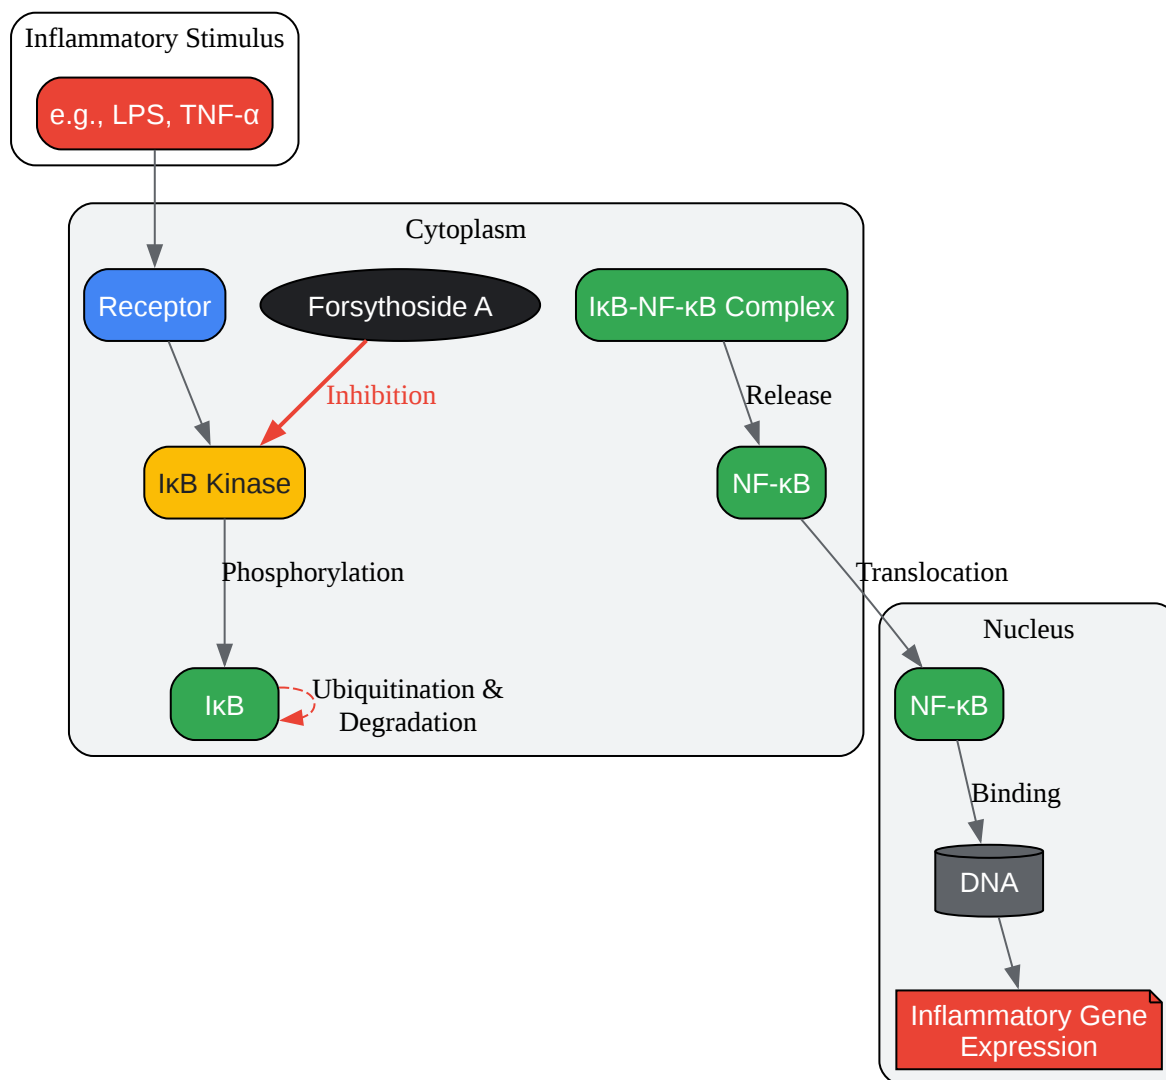 Inflammatory Stimulus
e.g., LPS, TNF-α
Cytoplasm
Receptor
Forsythoside A
IκB-NF-κB Complex
Inhibition
Release
IκB Kinase
NF-κB
Phosphorylation
Translocation
Nucleus
IκB
Ubiquitination &
Degradation
NF-κB
Binding
DNA
Inflammatory Gene
Expression